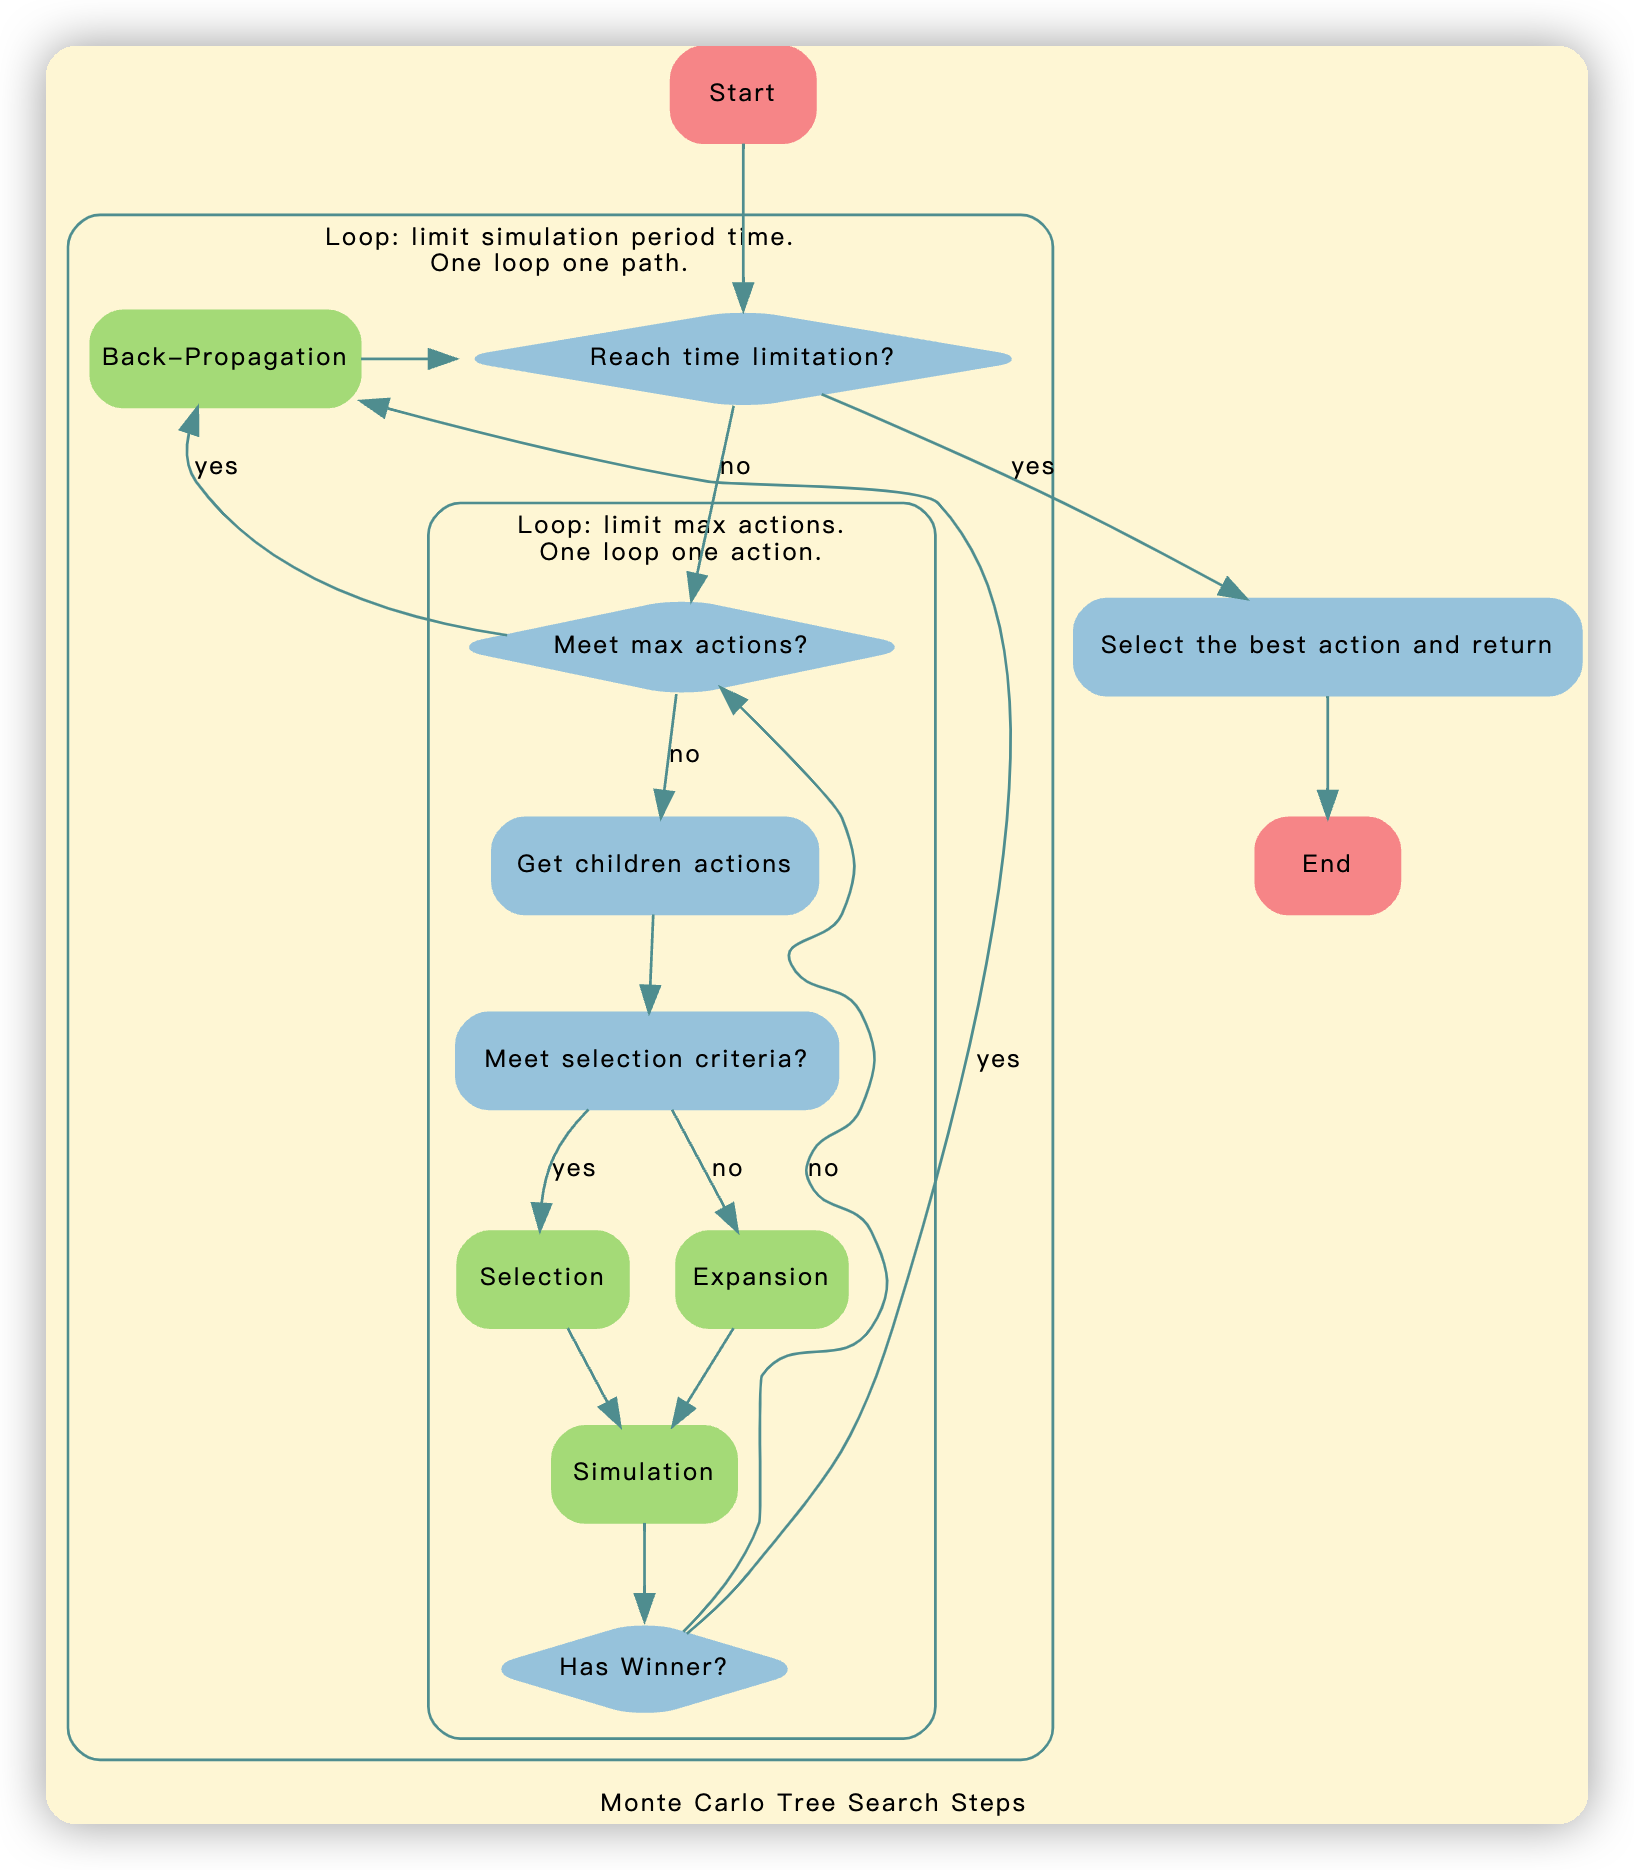 Start
Loop: limit simulation period time.
One loop one path.
Back-Propagation
Reach time limitation?
yes
no
yes
Loop: limit max actions.
One loop one action.
Meet max actions?
Select the best action and return
no
Get children actions
End
Meet selection criteria?
yes
yes
no
no
Selection
Expansion
Simulation
Has Winner?
Monte Carlo Tree Search Steps